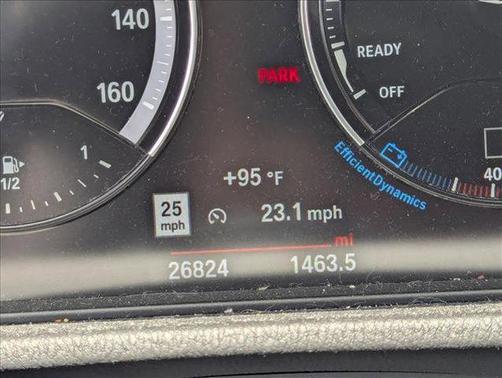 140
160
PARK
READY
OFF
1/2
1
EfficientDynamics
40
+95 °F
25
mph
23.1 mph
mi
26824
1463.5